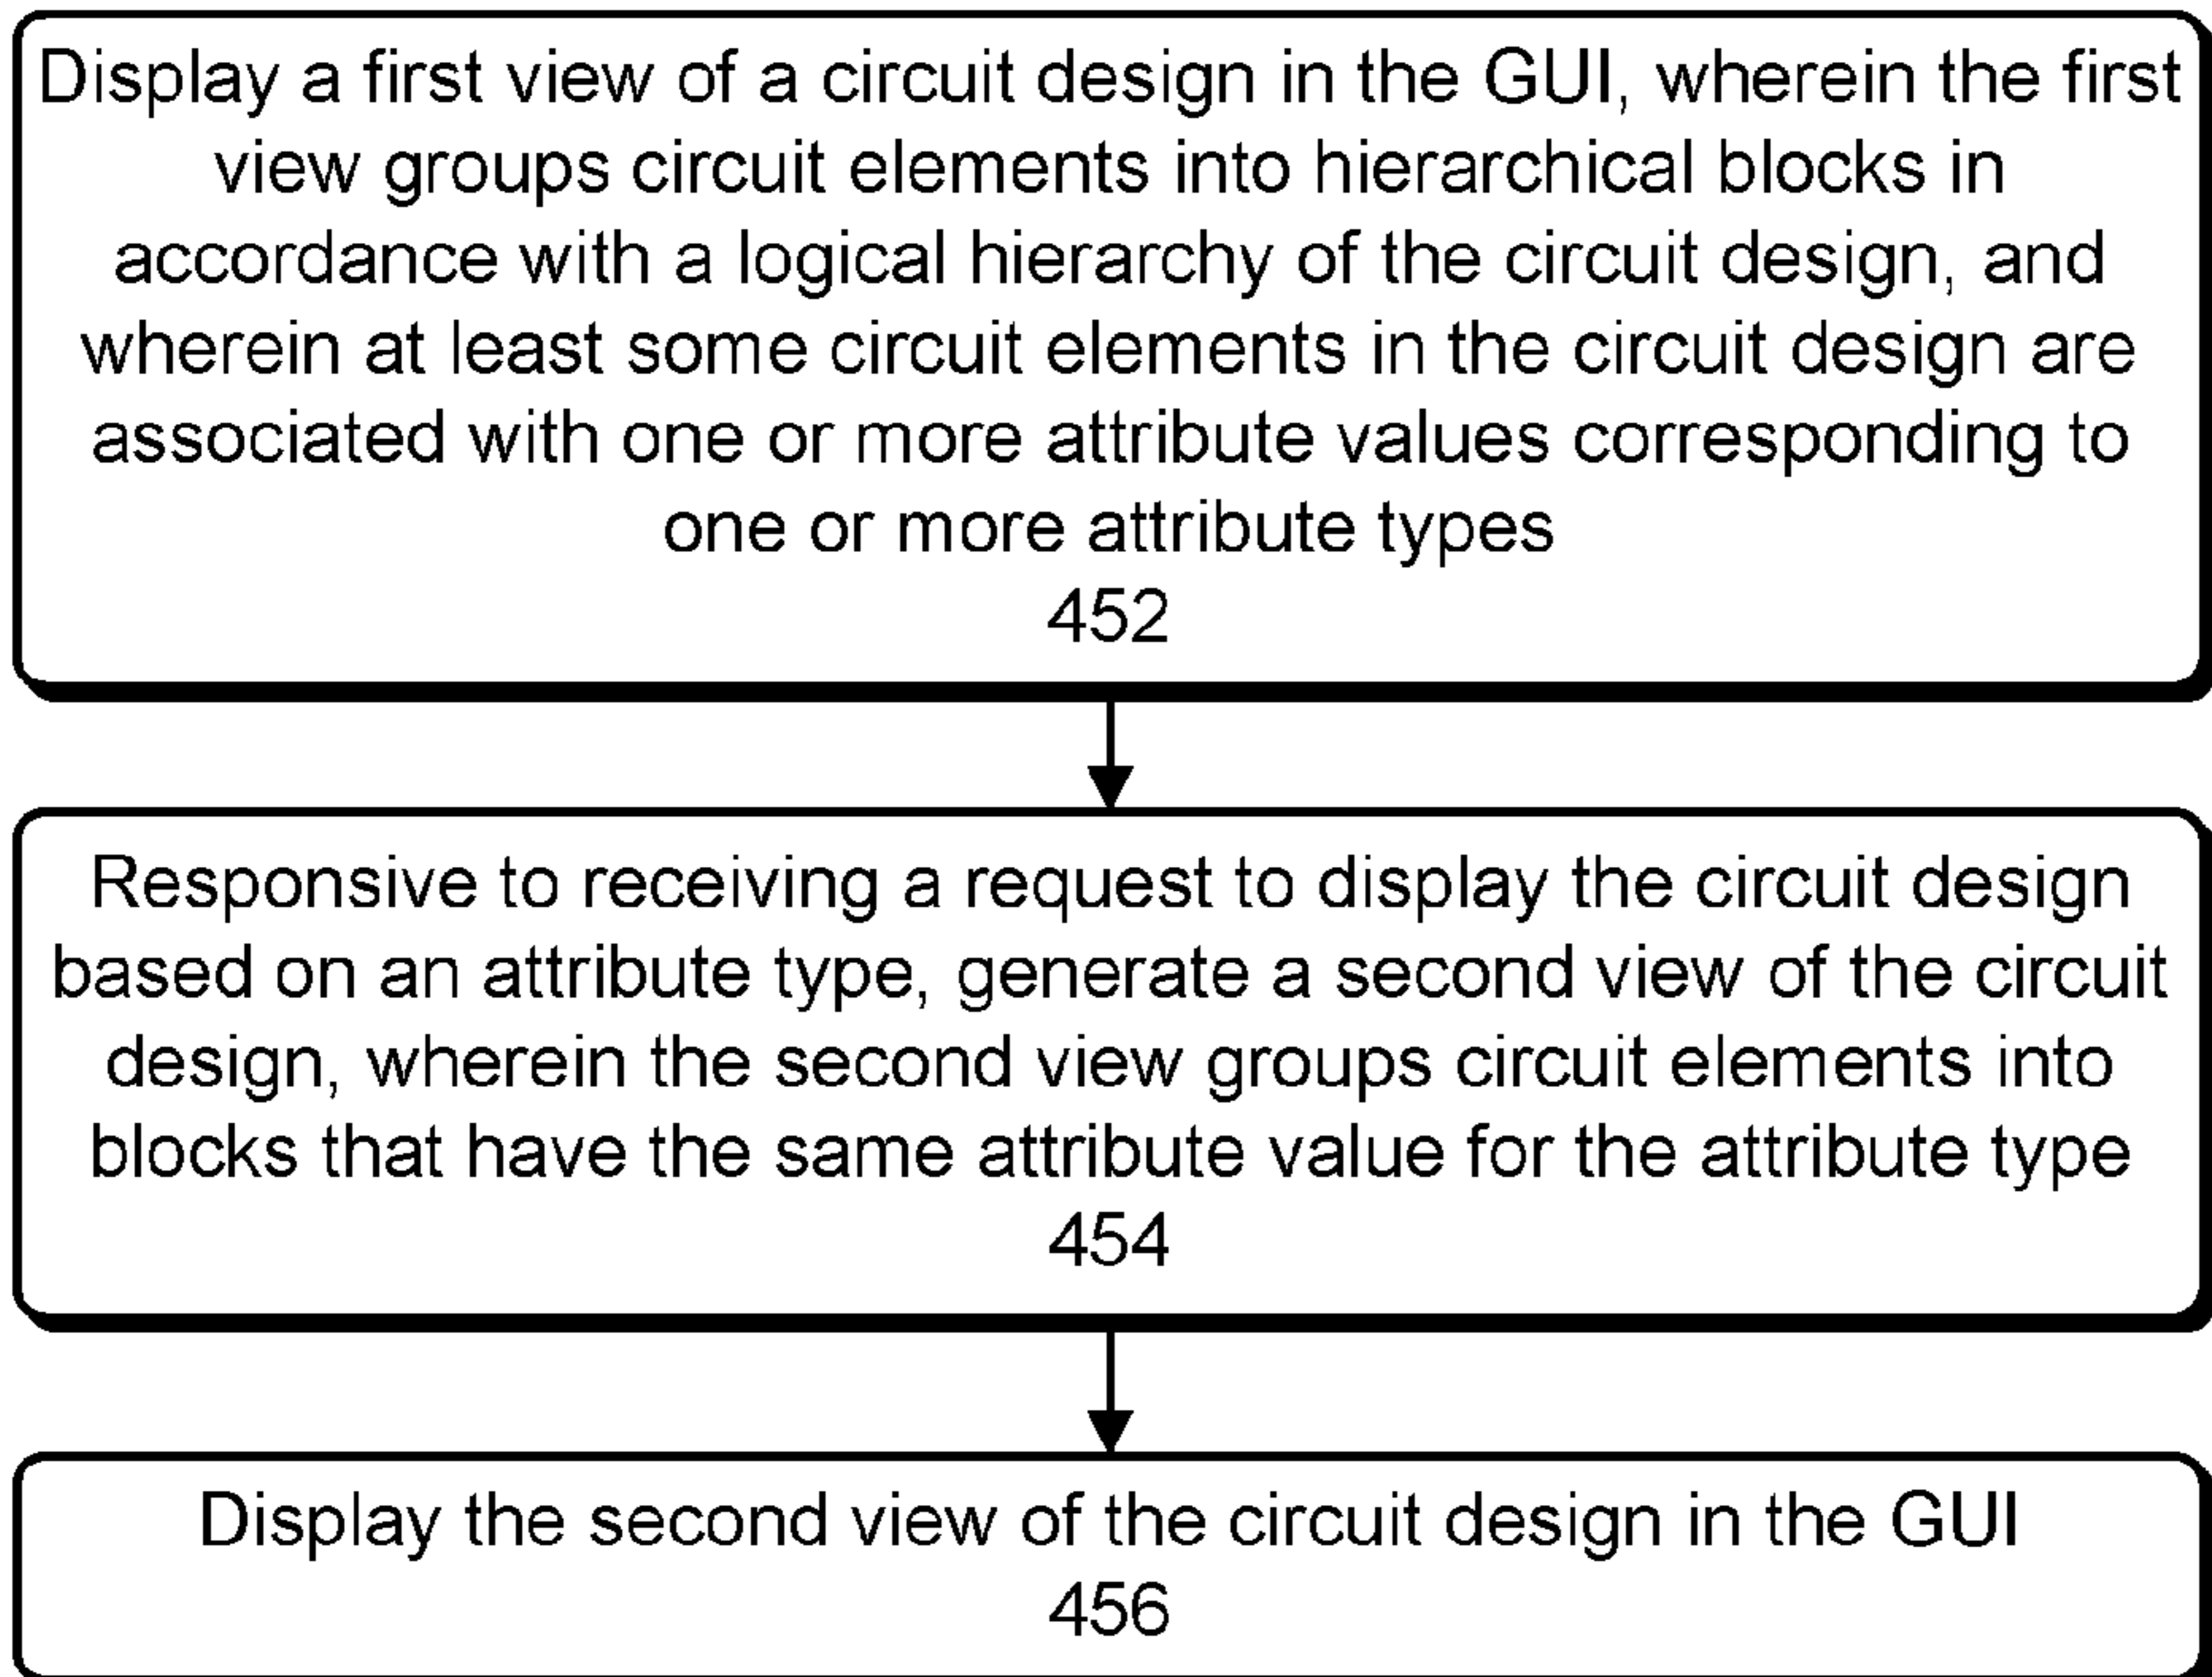 Display a first view of a circuit design in the GUI, wherein the first
view groups circuit elements into hierarchical blocks in
accordance with a logical hierarchy of the circuit design, and
wherein at least some circuit elements in the circuit design are
associated with one or more attribute values corresponding to
one or more attribute types
452
Responsive to receiving a request to display the circuit design
based on an attribute type, generate a second view of the circuit
design, wherein the second view groups circuit elements into
blocks that have the same attribute value for the attribute type
454
Display the second view of the circuit design in the GUI
456